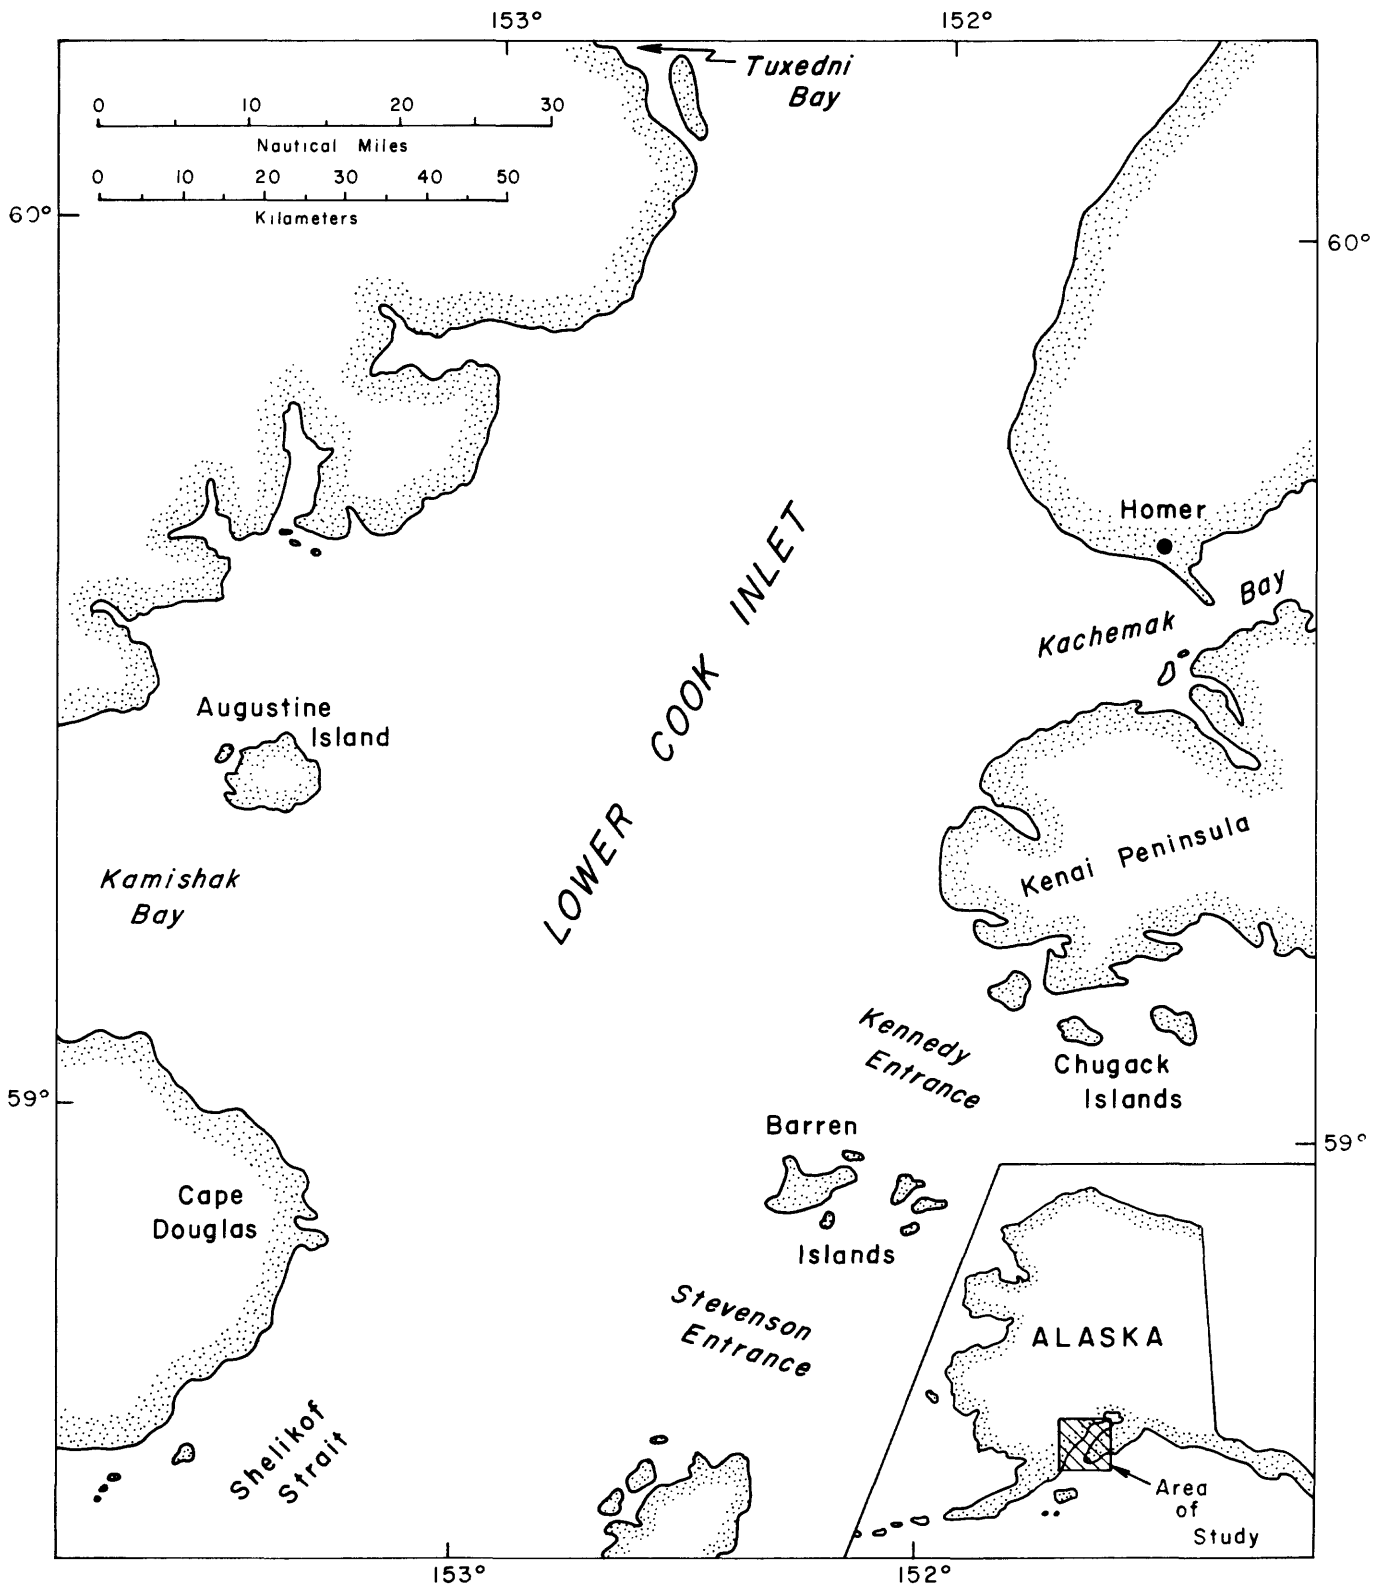 153°
152°
Tuxedni
Bay
0
10
20
30
Nautical Miles
0
10
20
30
40
50
Kilometers
60°
60°
Homer
Kachemak Bay
Augustine
Island
LOWER COOK INLET
Kenai Peninsula
Kamishak
Bay
Kennedy
Entrance
Chugack
Islands
59°
59°
Barren
Islands
Cape
Douglas
Stevenson
Entrance
ALASKA
Shelikof
Strait
Area
of
Study
153°
152°